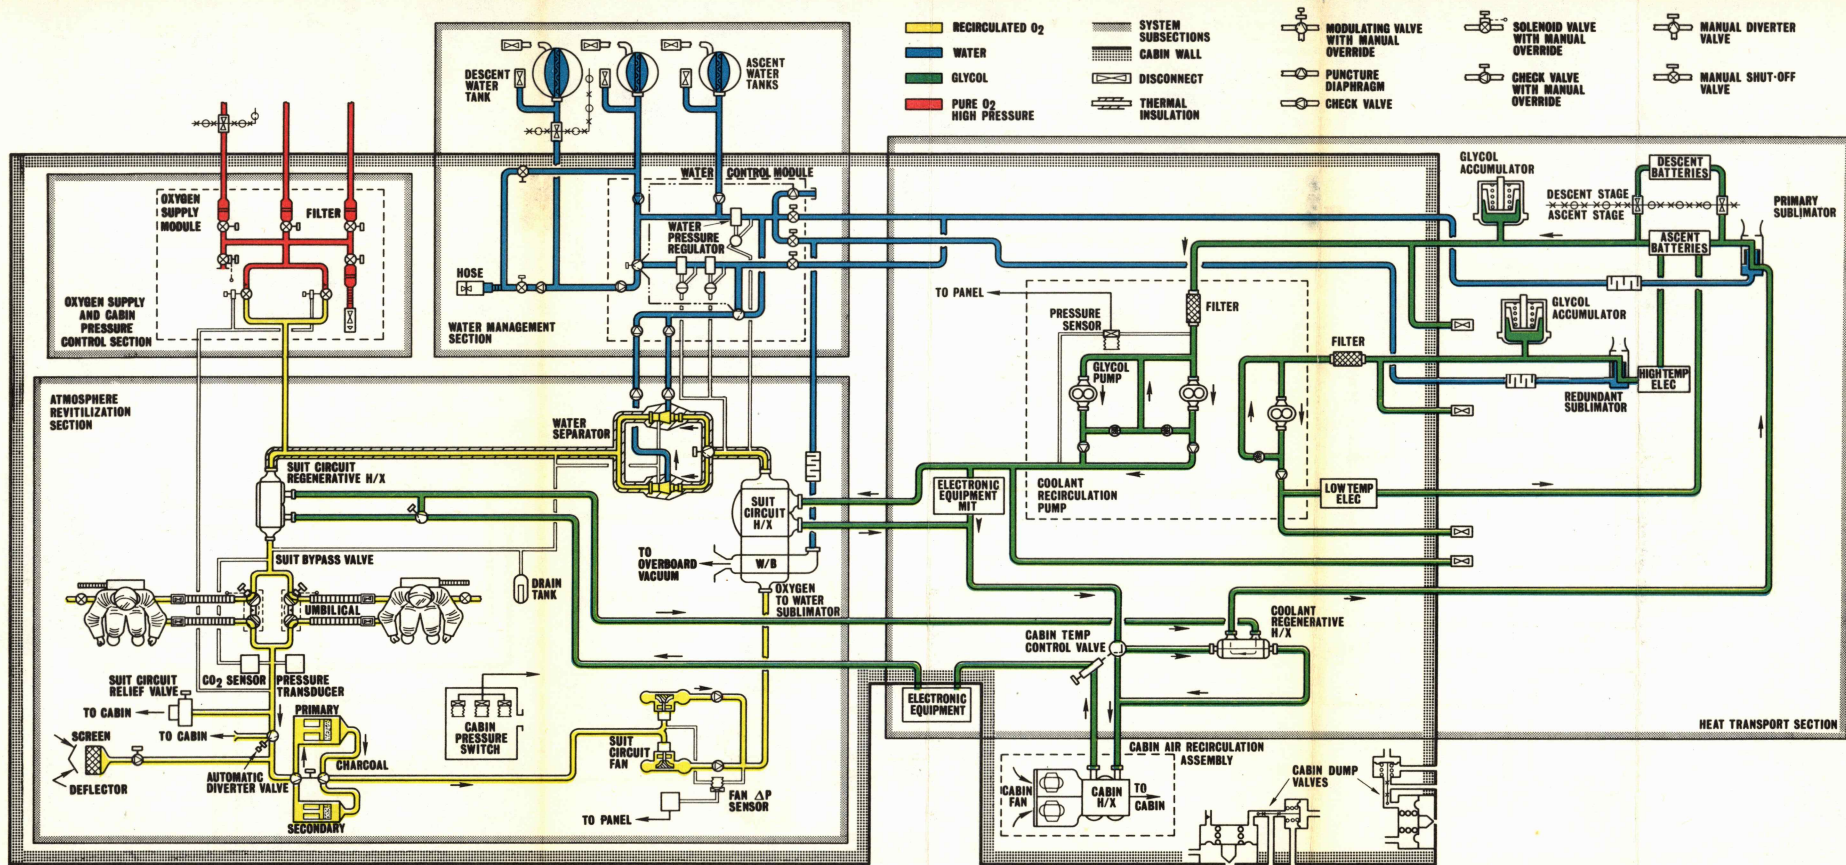 RECIRCULATED O2
WATER
GLYCOL
PURE O2
HIGH PRESSURE
SYSTEM
SUBSECTIONS
CABIN WALL
DISCONNECT
THERMAL
INSULATION
MODULATING VALVE
WITH MANUAL
OVERRIDE
PUNCTURE
DIAPHRAGM
CHECK VALVE
SOLENOID VALVE
WITH MANUAL
OVERRIDE
CHECK VALVE
WITH MANUAL
OVERRIDE
MANUAL DIVERTER
VALVE
MANUAL SHUT-OFF
VALVE
DESCENT
WATER
TANK
ASCENT
WATER
TANKS
OXYGEN
SUPPLY
MODULE
FILTER
OXYGEN SUPPLY
AND CABIN
PRESSURE
CONTROL SECTION
WATER CONTROL MODULE
WATER
PRESSURE
REGULATOR
HOSE
WATER MANAGEMENT
SECTION
GLYCOL
ACCUMULATOR
DESCENT
BATTERIES
DESCENT STAGE
ASCENT STAGE
PRIMARY
SUBLIMATOR
ASCENT
BATTERIES
TO PANEL
PRESSURE
SENSOR
FILTER
GLYCOL
PUMP
FILTER
GLYCOL
ACCUMULATOR
HIGH TEMP
ELEC
REDUNDANT
SUBLIMATOR
ATMOSPHERE
REVITILIZATION
SECTION
WATER
SEPARATOR
SUIT CIRCUIT
REGENERATIVE H/X
SUIT
CIRCUIT
H/X
ELECTRONIC
EQUIPMENT
MIT
COOLANT
RECIRCULATION
PUMP
LOW TEMP
ELEC
SUIT BYPASS VALVE
DRAIN
TANK
TO
OVERBOARD
VACUUM
W/B
OXYGEN
TO WATER
SUBLIMATOR
UMBILICAL
COOLANT
REGENERATIVE
H/X
CABIN TEMP
CONTROL VALVE
CO2 SENSOR
PRESSURE
TRANSDUCER
SUIT CIRCUIT
RELIEF VALVE
TO CABIN
TO CABIN
SCREEN
DEFLECTOR
AUTOMATIC
DIVERTER VALVE
PRIMARY
CHARCOAL
SECONDARY
CABIN
PRESSURE
SWITCH
SUIT
CIRCUIT
FAN
FAN ΔP
SENSOR
TO PANEL
ELECTRONIC
EQUIPMENT
HEAT TRANSPORT SECTION
CABIN AIR RECIRCULATION
ASSEMBLY
CABIN
FAN
CABIN
H/X
TO
CABIN
CABIN DUMP
VALVES